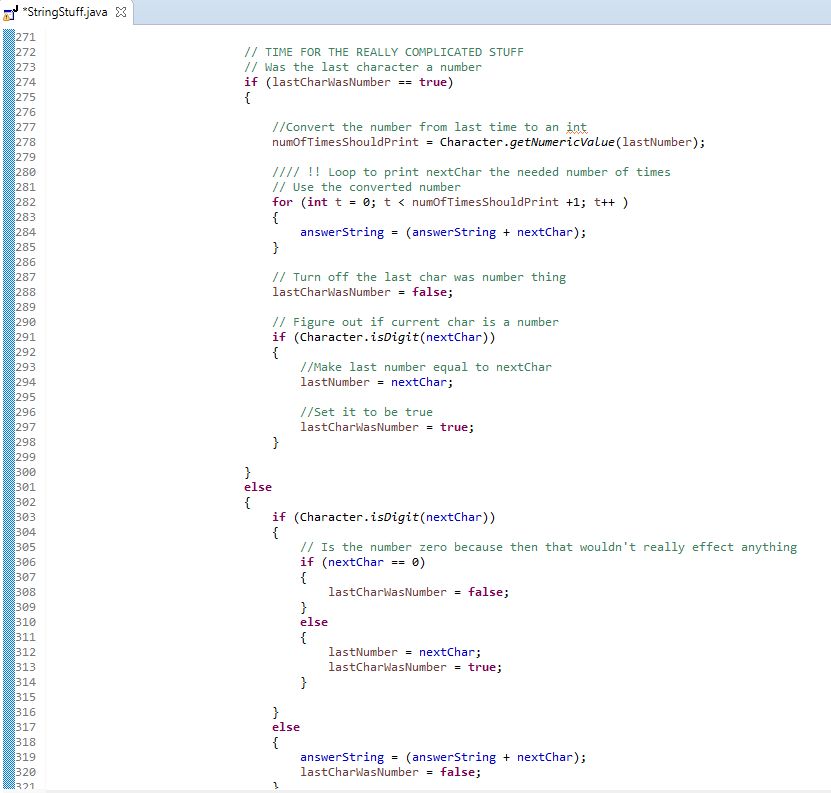 *StringStuff.java
271
272 // TIME FOR THE REALLY COMPLICATED STUFF
273 // Was the last character a number
274 if (lastCharWasNumber == true)
275 {
276
277 //Convert the number from last time to an int
278 numOfTimesShouldPrint = Character.getNumericValue(lastNumber);
279
280 //// !! Loop to print nextChar the needed number of times
281 // Use the converted number
282 for (int t = 0; t < numOfTimesShouldPrint +1; t++ )
283 {
284 answerString = (answerString + nextChar);
285 }
286
287 // Turn off the last char was number thing
288 lastCharWasNumber = false;
289
290 // Figure out if current char is a number
291 if (Character.isDigit(nextChar))
292 {
293 //Make last number equal to nextChar
294 lastNumber = nextChar;
295
296 //Set it to be true
297 lastCharWasNumber = true;
298 }
299
300 }
301 else
302 {
303 if (Character.isDigit(nextChar))
304 {
305 // Is the number zero because then that wouldn't really effect anything
306 if (nextChar == 0)
307 {
308 lastCharWasNumber = false;
309 }
310 else
311 {
312 lastNumber = nextChar;
313 lastCharWasNumber = true;
314 }
315
316 }
317 else
318 {
319 answerString = (answerString + nextChar);
320 lastCharWasNumber = false;
321 }